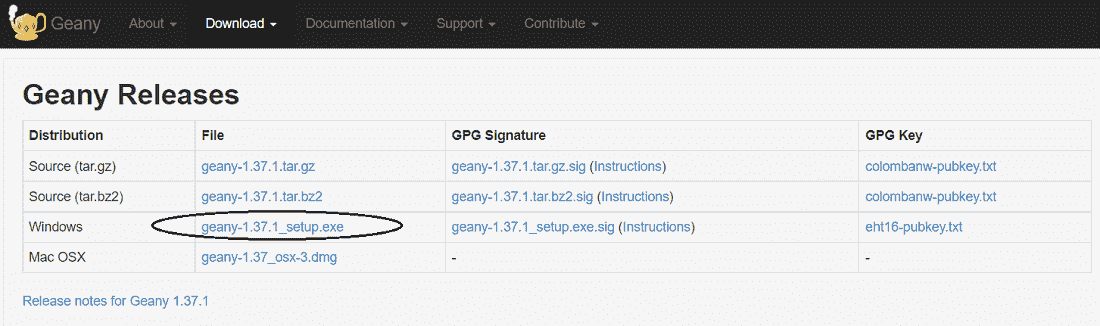 Geany About Download Documentation Support Contribute
Geany Releases
Distribution File GPG Signature GPG Key
Source (tar.gz) geany-1.37.1.tar.gz geany-1.37.1.tar.gz.sig (Instructions) colombanw-pubkey.txt
Source (tar.bz2) geany-1.37.1.tar.bz2 geany-1.37.1.tar.bz2.sig (Instructions) colombanw-pubkey.txt
Windows geany-1.37.1_setup.exe geany-1.37.1_setup.exe.sig (Instructions) eht16-pubkey.txt
Mac OSX geany-1.37_osx-3.dmg - -
Release notes for Geany 1.37.1